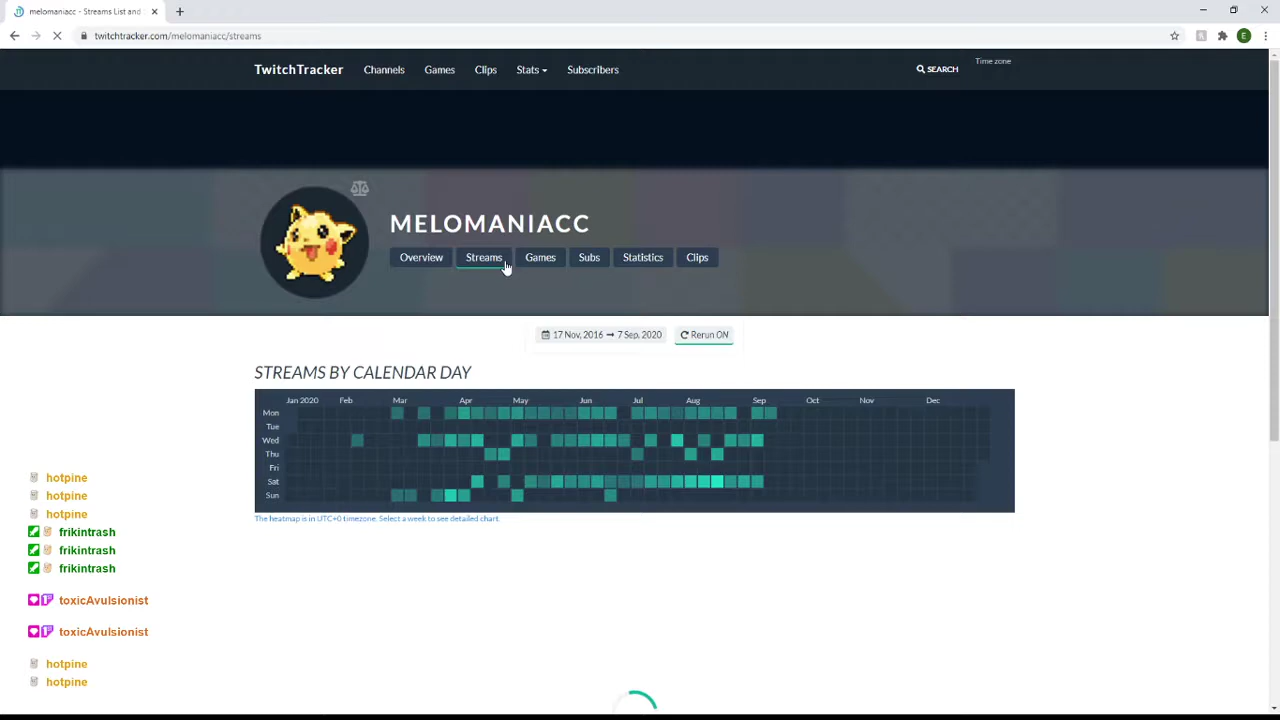 melomaniacc - Streams List and
twitchtracker.com/melomaniacc/streams
E
TwitchTracker Channels Games Clips Stats Subscribers SEARCH Time zone
MELOMANIACC
Overview Streams Games Subs Statistics Clips
17 Nov, 2016 → 7 Sep, 2020 Rerun ON
STREAMS BY CALENDAR DAY
Jan 2020 Feb Mar Apr May Jun Jul Aug Sep Oct Nov Dec
Mon
Tue
Wed
Thu
Fri
Sat
Sun
The heatmap is in UTC+0 timezone. Select a week to see detailed chart.
hotpine
hotpine
hotpine
frikintrash
frikintrash
frikintrash
toxicAvulsionist
toxicAvulsionist
hotpine
hotpine